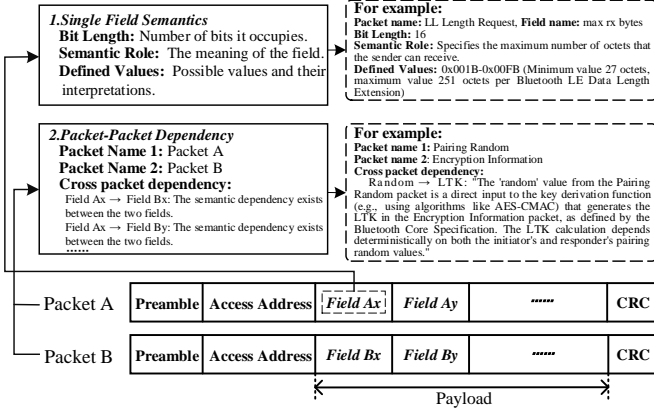 1.Single Field Semantics
Bit Length: Number of bits it occupies.
Semantic Role: The meaning of the field.
Defined Values: Possible values and their
interpretations.
For example:
Packet name: LL Length Request, Field name: max rx bytes
Bit Length: 16
Semantic Role: Specifies the maximum number of octets that
the sender can receive.
Defined Values: 0x001B-0x00FB (Minimum value 27 octets,
maximum value 251 octets per Bluetooth LE Data Length
Extension)
2.Packet-Packet Dependency
Packet Name 1: Packet A
Packet Name 2: Packet B
Cross packet dependency:
Field Ax → Field Bx: The semantic dependency exists
between the two fields.
Field Ax → Field By: The semantic dependency exists
between the two fields.
......
For example:
Packet name 1: Pairing Random
Packet name 2: Encryption Information
Cross packet dependency:
Random → LTK: "The 'random' value from the Pairing
Random packet is a direct input to the key derivation function
(e.g., using algorithms like AES-CMAC) that generates the
LTK in the Encryption Information packet, as defined by the
Bluetooth Core Specification. The LTK calculation depends
deterministically on both the initiator's and responder's pairing
random values."
Packet A Preamble Access Address Field Ax Field Ay ...... CRC
Packet B Preamble Access Address Field Bx Field By ...... CRC
Payload